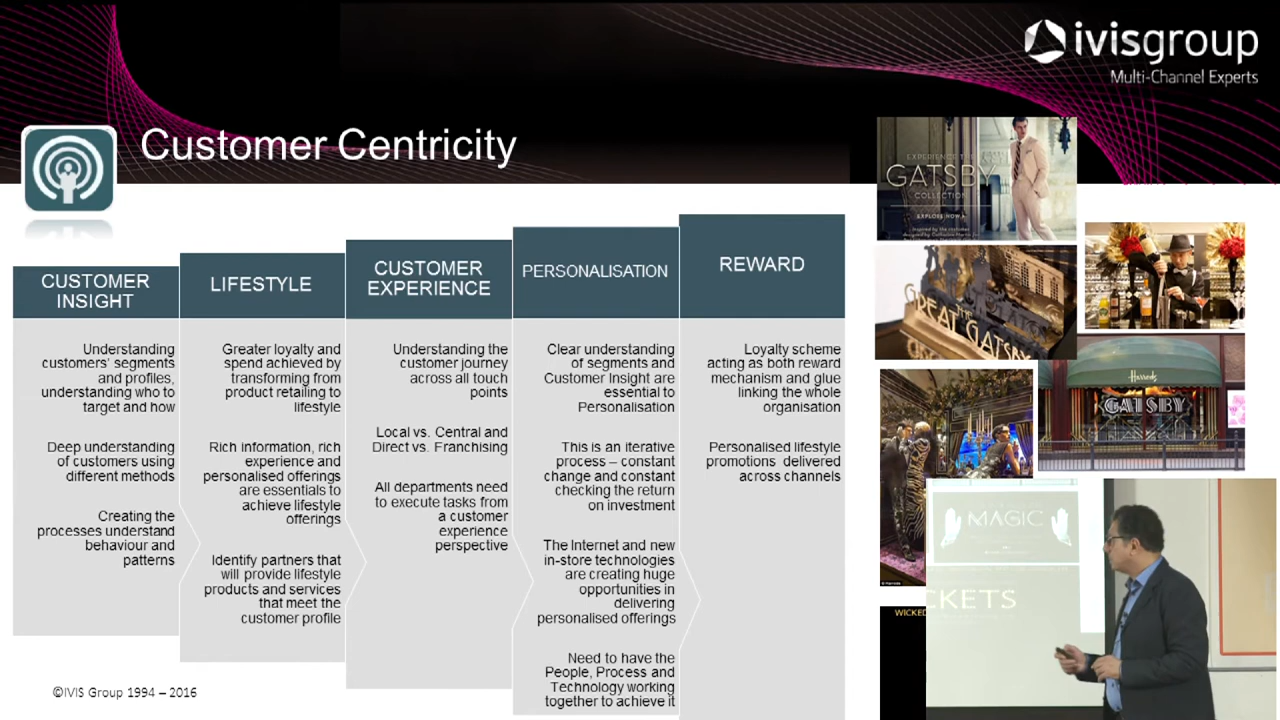 ivisgroup
Multi-Channel Experts
Customer Centricity
CUSTOMER
INSIGHT
Understanding
customers' segments
and profiles,
understanding who to
target and how
Deep understanding
of customers using
different methods
Creating the
processes understand
behaviour and
patterns
LIFESTYLE
Greater loyalty and
spend achieved by
transforming from
product retailing to
lifestyle
Rich information, rich
experience and
personalised offerings
are essentials to
achieve lifestyle
offerings
Identify partners that
will provide lifestyle
products and services
that meet the
customer profile
CUSTOMER
EXPERIENCE
Understanding the
customer journey
across all touch
points
Local vs. Central and
Direct vs. Franchising
All departments need
to execute tasks from
a customer
experience
perspective
PERSONALISATION
Clear understanding
of segments and
Customer Insight are
essential to
Personalisation
This is an iterative
process – constant
change and constant
checking the return
on investment
The Internet and new
in-store technologies
are creating huge
opportunities in
delivering
personalised offerings
Need to have the
People, Process and
Technology working
together to achieve it
REWARD
Loyalty scheme
acting as both reward
mechanism and glue
linking the whole
organisation
Personalised lifestyle
promotions delivered
across channels
EXPERIENCE THE
GATSBY
COLLECTION
EXPLORE NOW
THE
GREAT GATSBY
Harrods
GATSBY
MAGIC
CKETS
WICKED
©IVIS Group 1994 – 2016